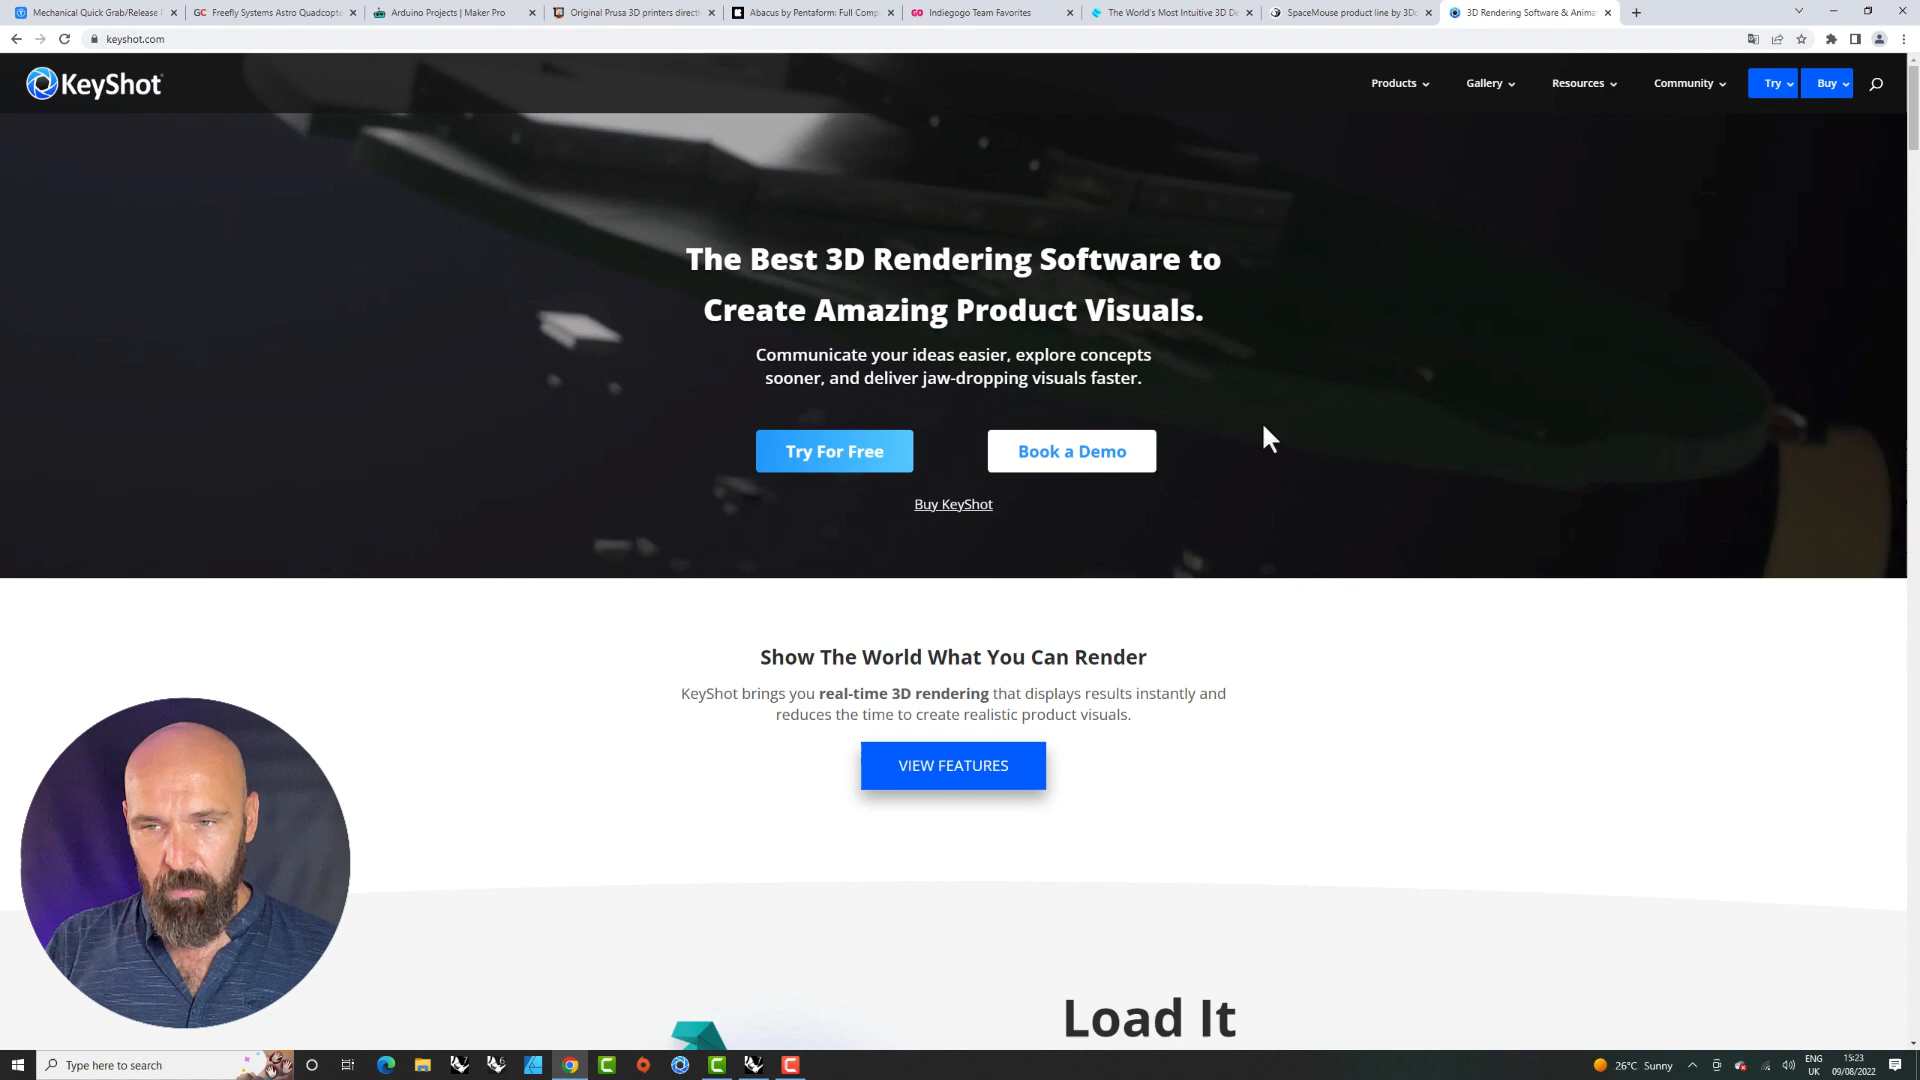 Mechanical Quick Grab/Release
Freefly Systems Astro Quadcopte
Arduino Projects | Maker Pro
Original Prusa 3D printers direct
Abacus by Pentaform: Full Comp
Indiegogo Team Favorites
The World's Most Intuitive 3D De
SpaceMouse product line by 3Dc
3D Rendering Software & Anima
keyshot.com
KeyShot
Products
Gallery
Resources
Community
Try
Buy
The Best 3D Rendering Software to
Create Amazing Product Visuals.
Communicate your ideas easier, explore concepts
sooner, and deliver jaw-dropping visuals faster.
Try For Free
Book a Demo
Buy KeyShot
Show The World What You Can Render
KeyShot brings you real-time 3D rendering that displays results instantly and
reduces the time to create realistic product visuals.
VIEW FEATURES
Load It
Type here to search
26°C Sunny
ENG
UK
15:23
09/08/2022